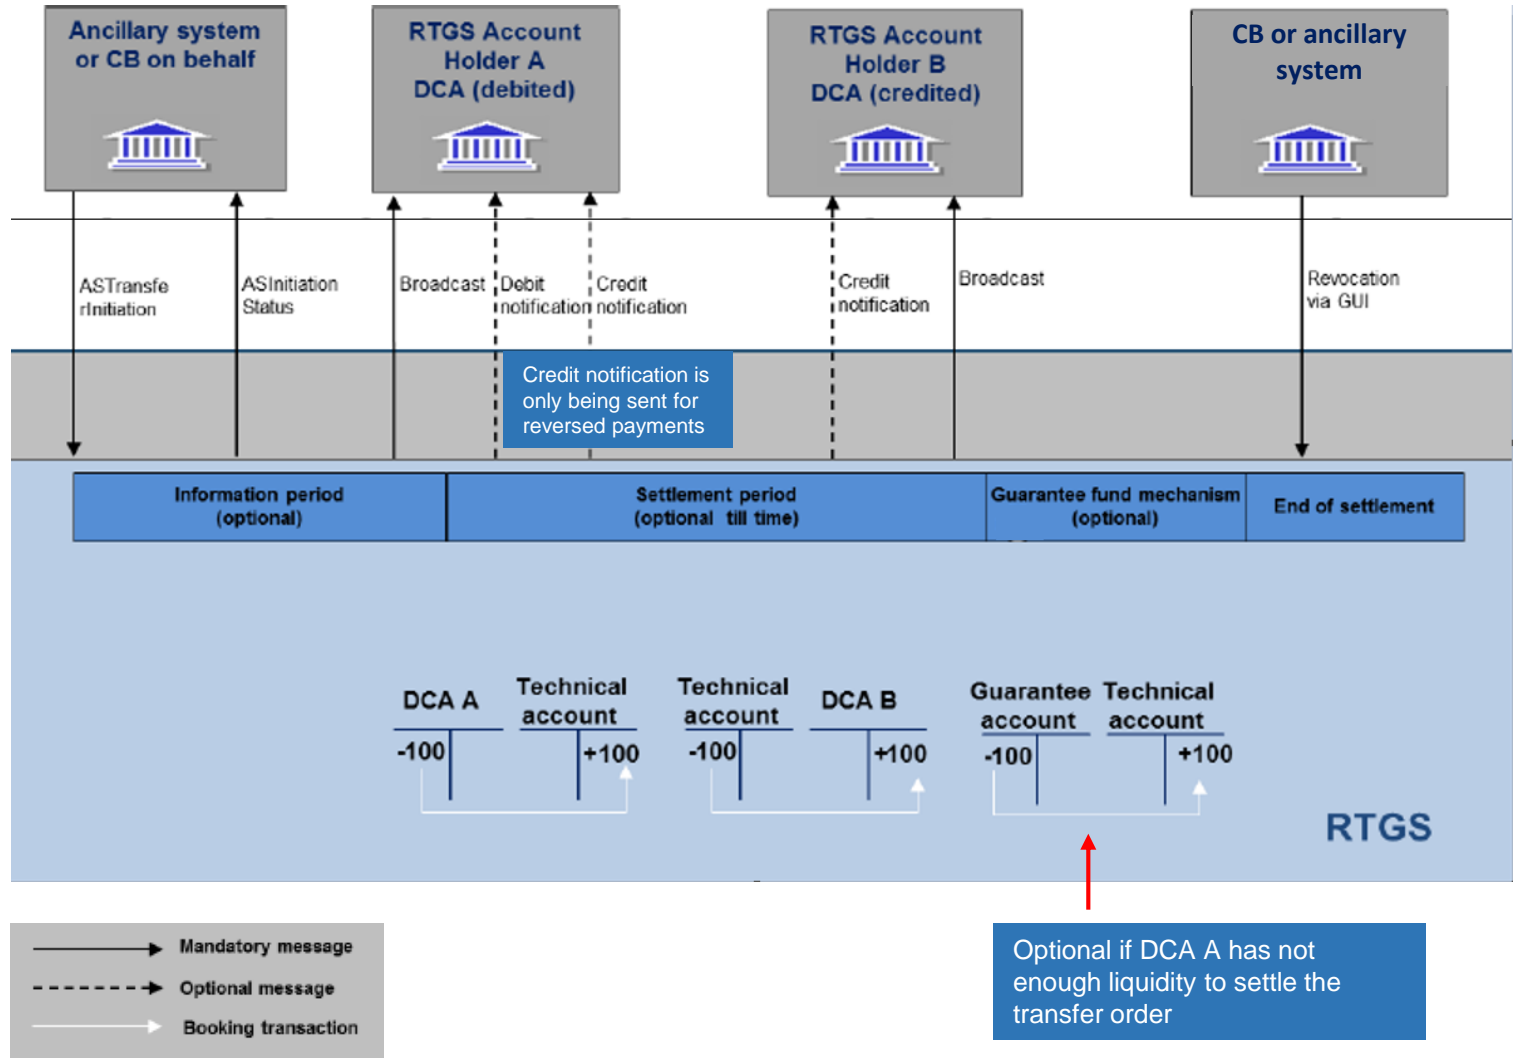 Ancillary system
or CB on behalf
RTGS Account
Holder A
DCA (debited)
RTGS Account
Holder B
DCA (credited)
CB or ancillary
system
ASTransfe
rInitiation
ASInitiation
Status
Broadcast
Debit
notification
Credit
notification
Credit
notification
Broadcast
Revocation
via GUI
Credit notification is
only being sent for
reversed payments
Information period
(optional)
Settlement period
(optional till time)
Guarantee fund mechanism
(optional)
End of settlement
DCA A
Technical
account
-100
+100
Technical
account
DCA B
-100
+100
Guarantee
account
Technical
account
-100
+100
RTGS
Mandatory message
Optional message
Booking transaction
Optional if DCA A has not
enough liquidity to settle the
transfer order